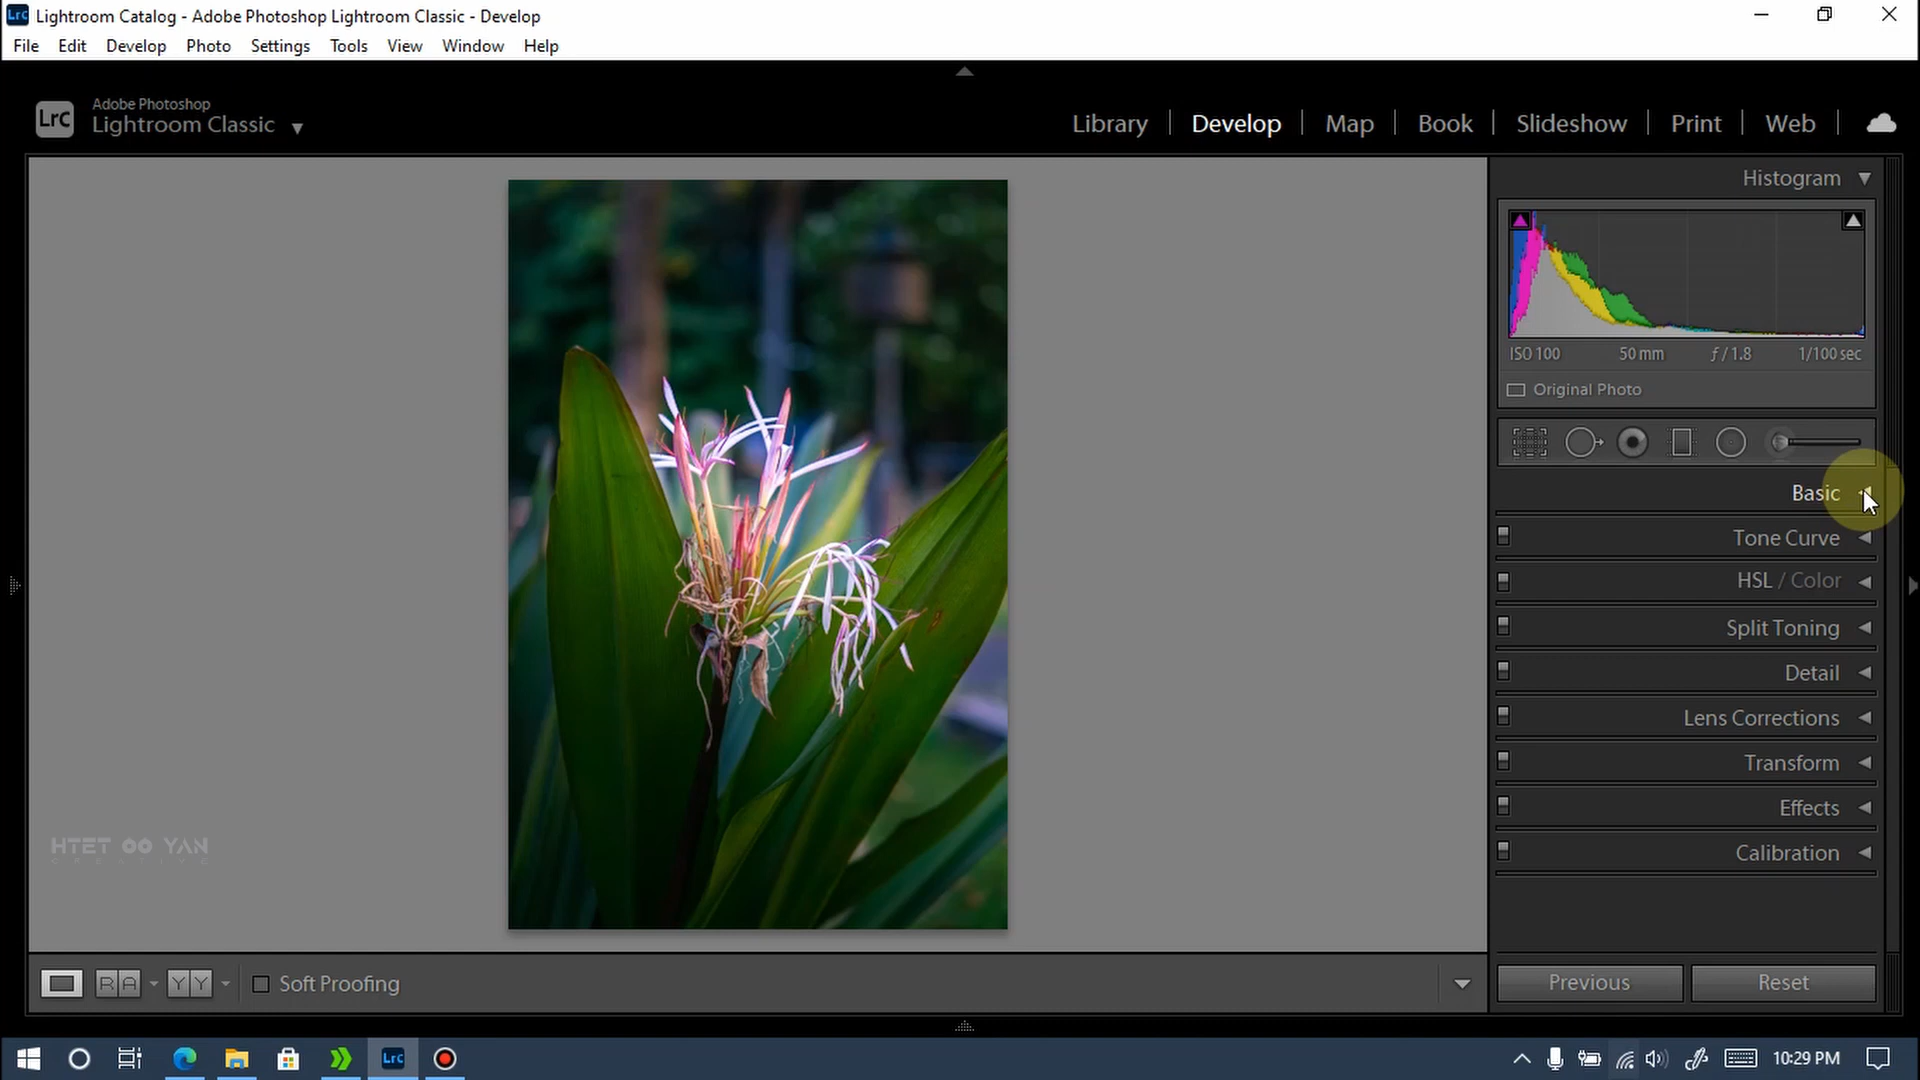 Lrc Lightroom Catalog - Adobe Photoshop Lightroom Classic - Develop
File Edit Develop Photo Settings Tools View Window Help
LrC Adobe Photoshop
Lightroom Classic
Library | Develop | Map | Book | Slideshow | Print | Web |
Histogram
ISO 100 50 mm ƒ / 1.8 1/100 sec
Original Photo
Basic
Tone Curve
HSL / Color
Split Toning
Detail
Lens Corrections
Transform
Effects
Calibration
HTET OO YAN
CREATIVE
R A Y Y Soft Proofing
Previous Reset
Lrc 10:29 PM